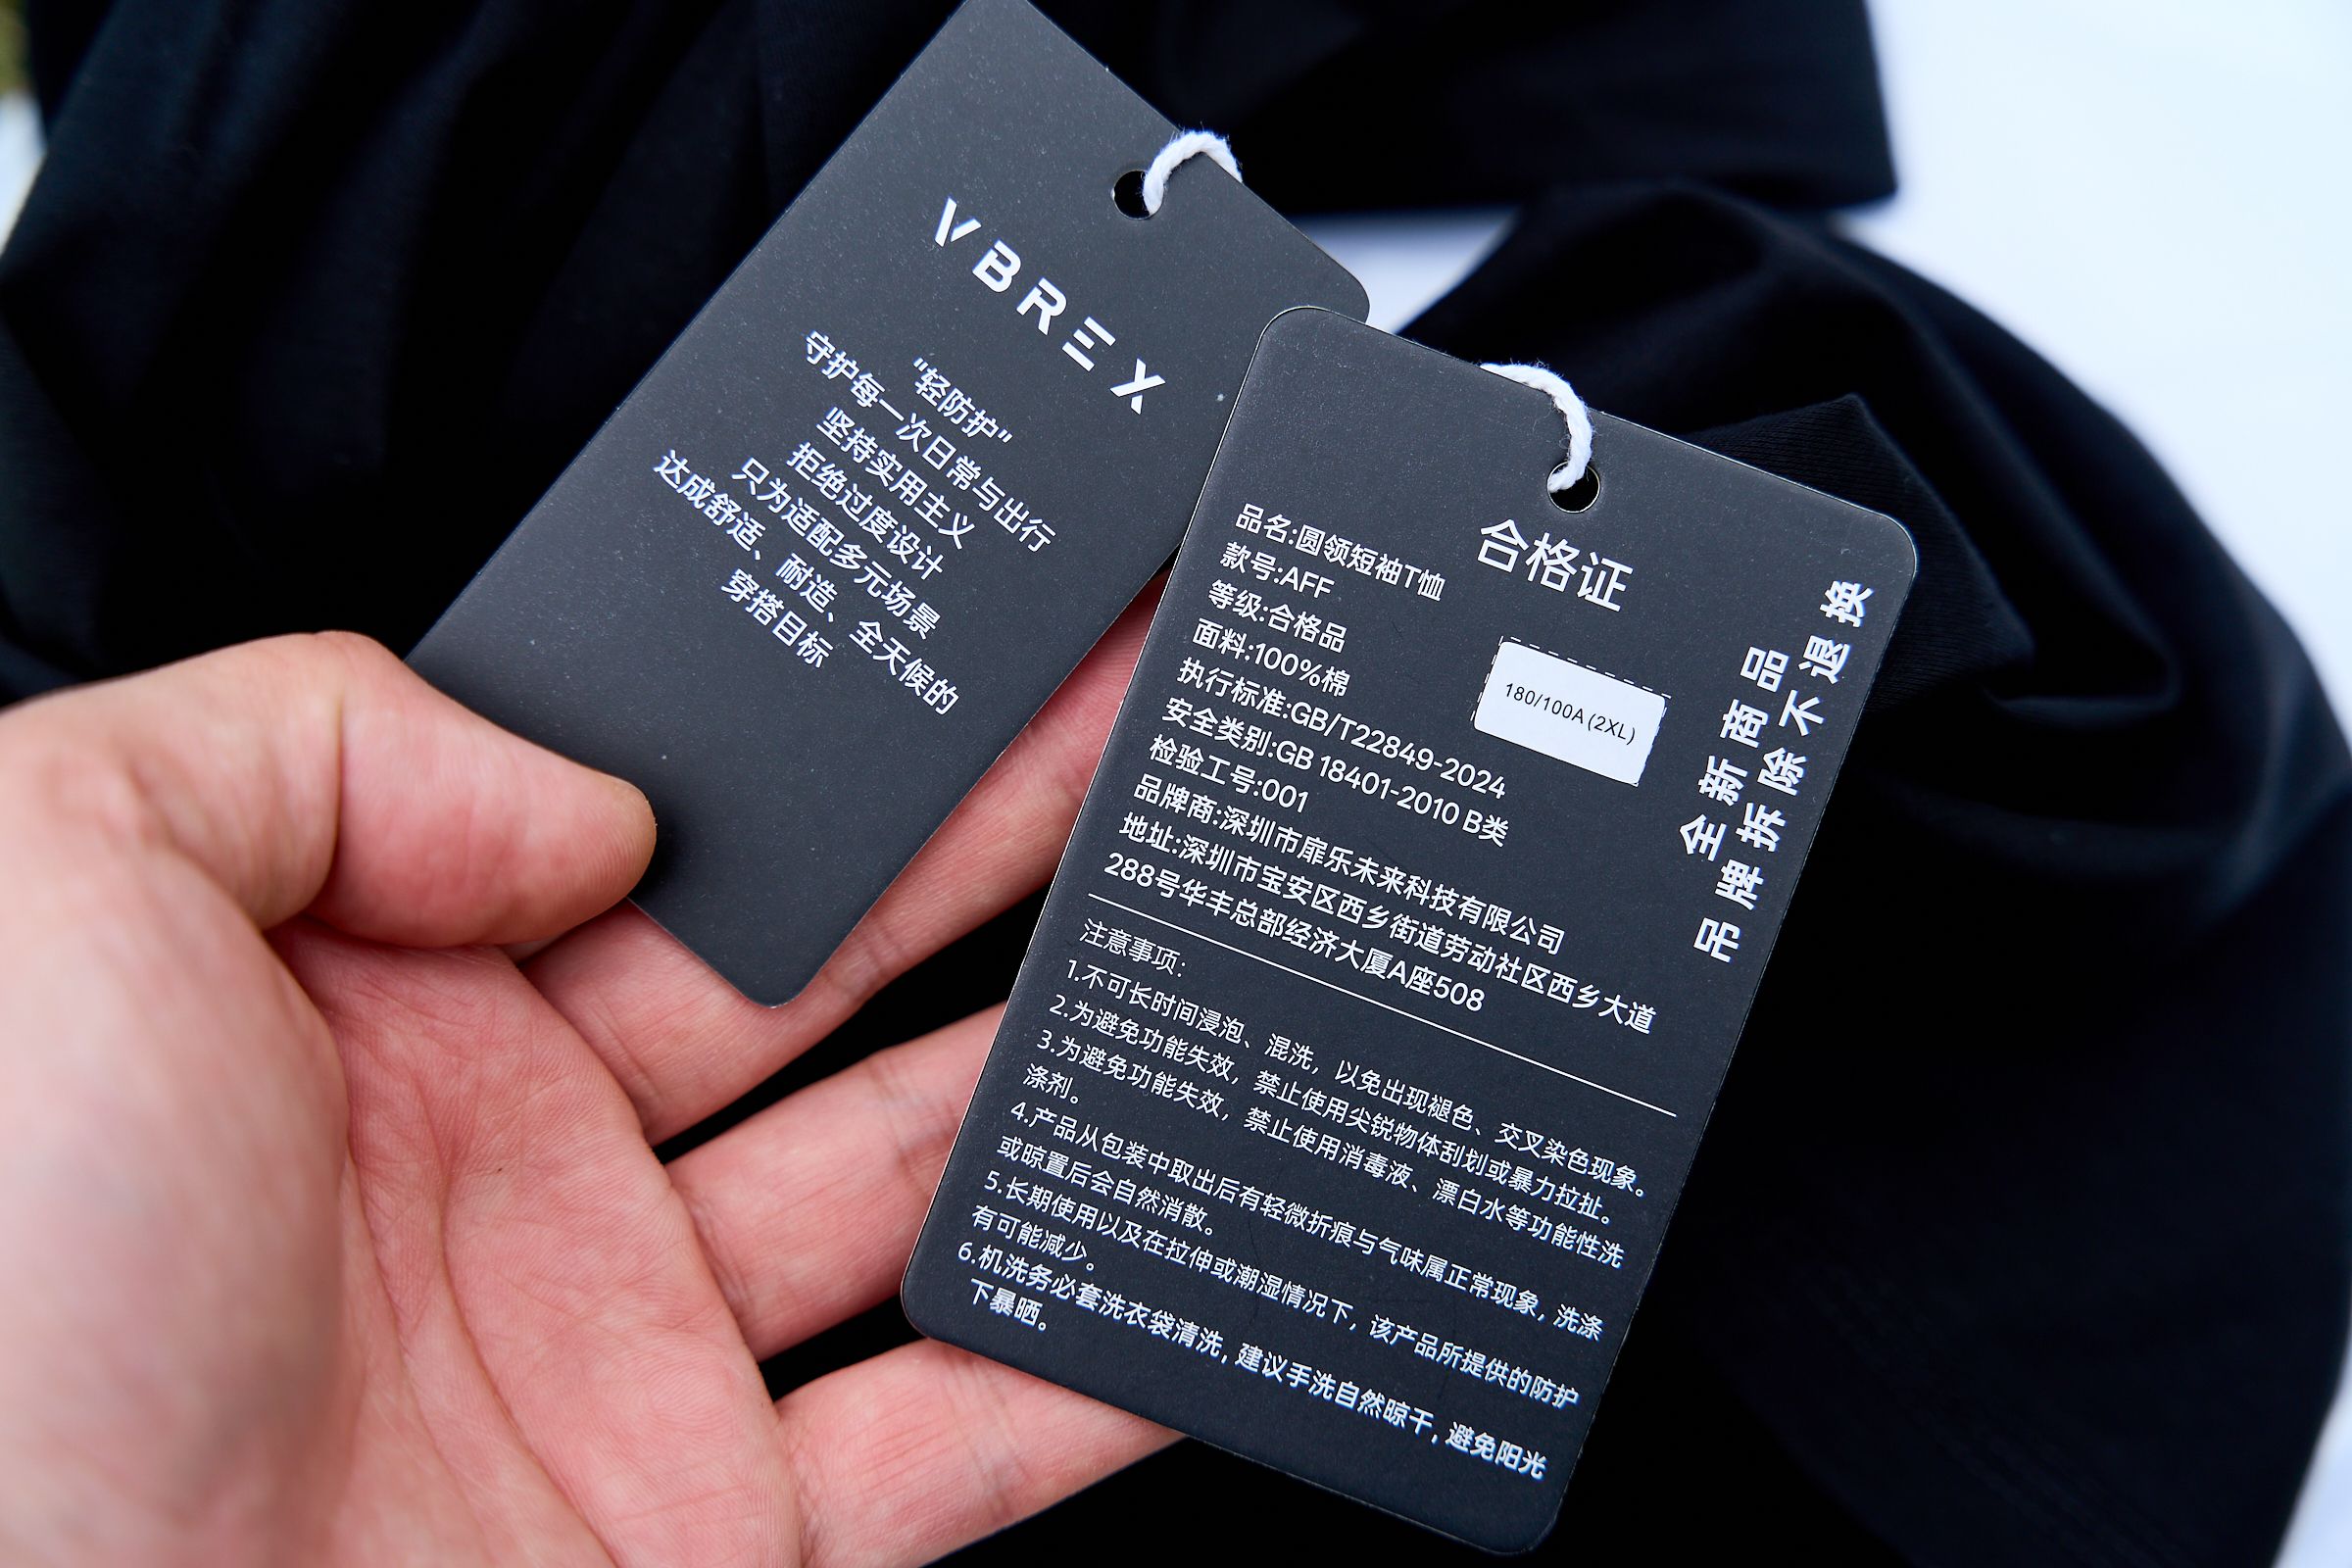 VBREX
"轻防护"
守护每一次日常与出行
坚持实用主义
拒绝过度设计
只为适配多元场景
达成舒适、耐造、全天候的
穿搭目标
合格证
品名:圆领短袖T恤
款号:AFF
等级:合格品
面料:100%棉
执行标准:GB/T22849-2024
安全类别:GB 18401-2010 B类
检验工号:001
品牌商:深圳市扉乐未来科技有限公司
地址:深圳市宝安区西乡街道劳动社区西乡大道
288号华丰总部经济大厦A座508
180/100A(2XL)
全新商品
吊牌拆除不退换
注意事项:
1.不可长时间浸泡、混洗，以免出现褪色、交叉染色现象。
2.为避免功能失效，禁止使用尖锐物体刮划或暴力拉扯。
3.为避免功能失效，禁止使用消毒液、漂白水等功能性洗
涤剂。
4.产品从包装中取出后有轻微折痕与气味属正常现象, 洗涤
或晾置后会自然消散。
5.长期使用以及在拉伸或潮湿情况下，该产品所提供的防护
有可能减少。
6.机洗务必套洗衣袋清洗, 建议手洗自然晾干, 避免阳光
下暴晒。